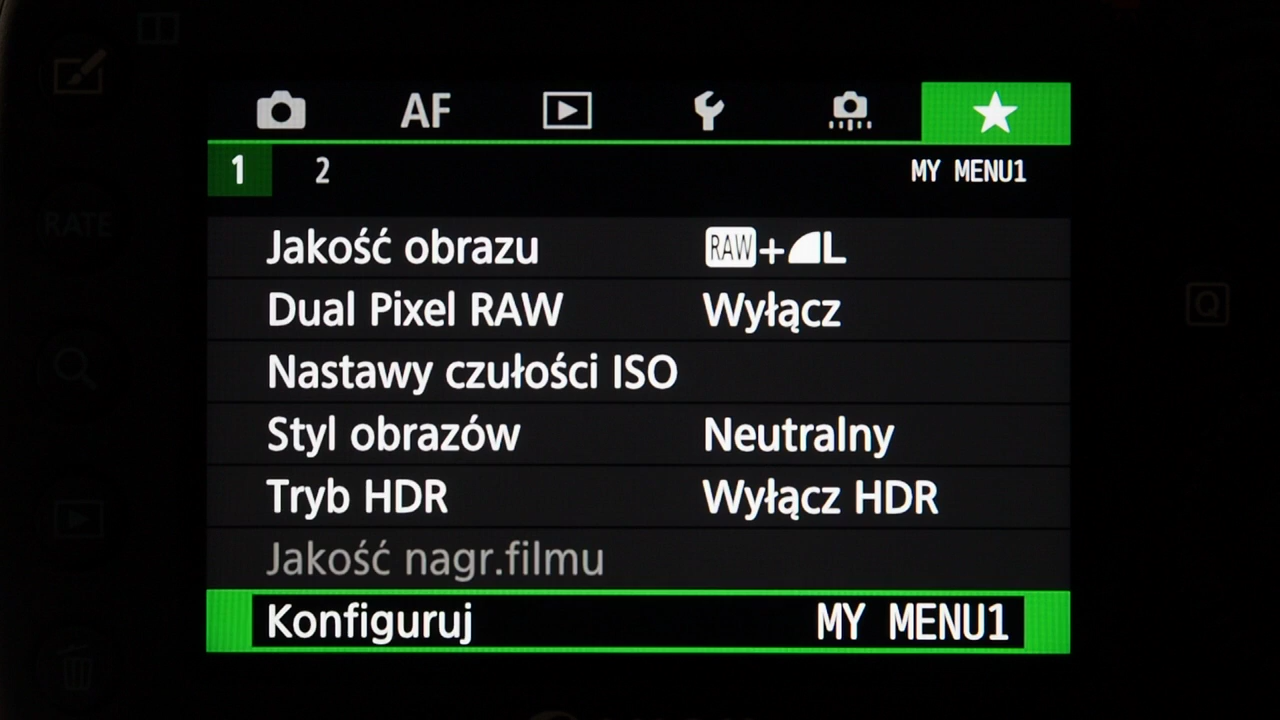 AF
1 2 MY MENU1
RATE
Jakość obrazu RAW+L
Dual Pixel RAW Wyłącz
Q
Nastawy czułości ISO
Styl obrazów Neutralny
Tryb HDR Wyłącz HDR
Jakość nagr.filmu
Konfiguruj MY MENU1